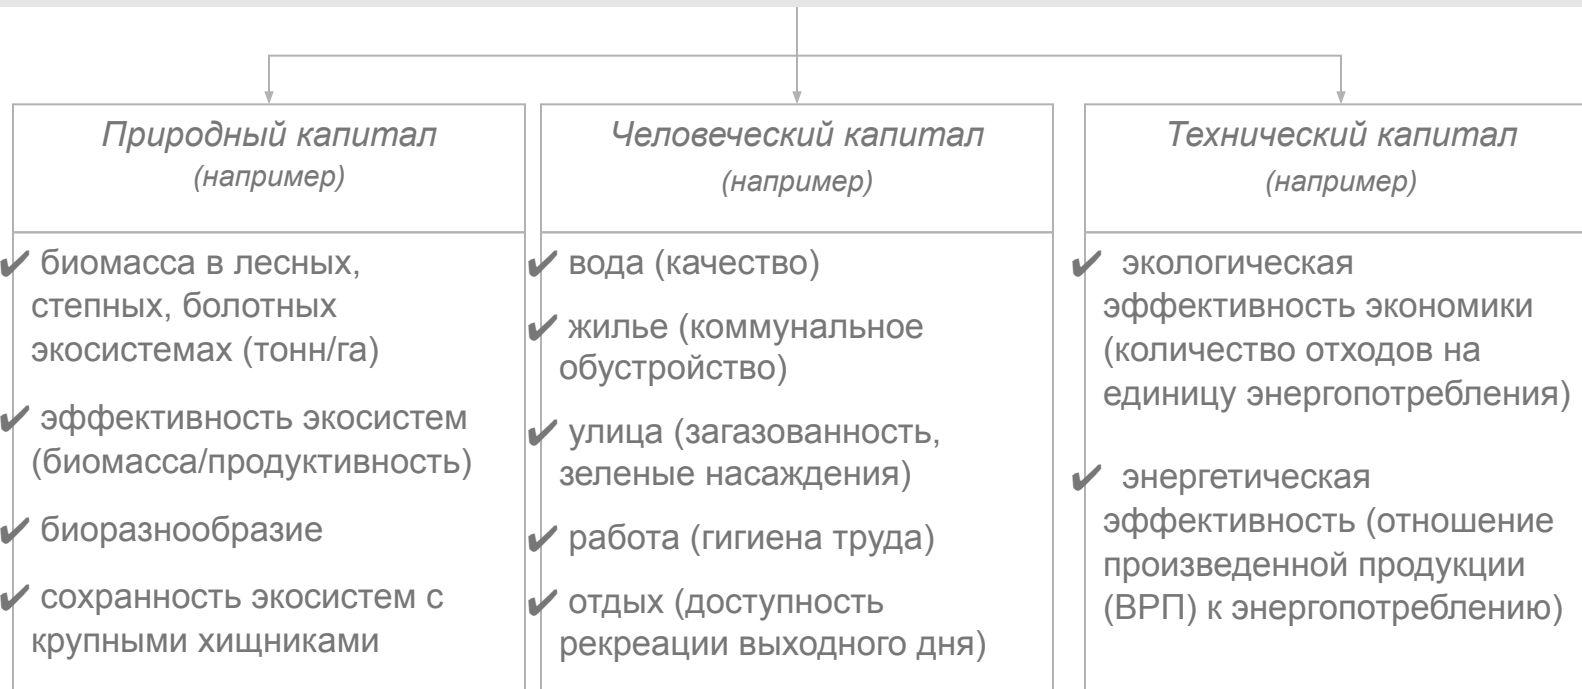 Природный капитал
(например)
✔ биомасса в лесных,
степных, болотных
экосистемах (тонн/га)
✔ эффективность экосистем
(биомасса/продуктивность)
✔ биоразнообразие
✔ сохранность экосистем с
крупными хищниками
Человеческий капитал
(например)
✔ вода (качество)
✔ жилье (коммунальное
обустройство)
✔ улица (загазованность,
зеленые насаждения)
✔ работа (гигиена труда)
✔ отдых (доступность
рекреации выходного дня)
Технический капитал
(например)
✔ экологическая
эффективность экономики
(количество отходов на
единицу энергопотребления)
✔ энергетическая
эффективность (отношение
произведенной продукции
(ВРП) к энергопотреблению)